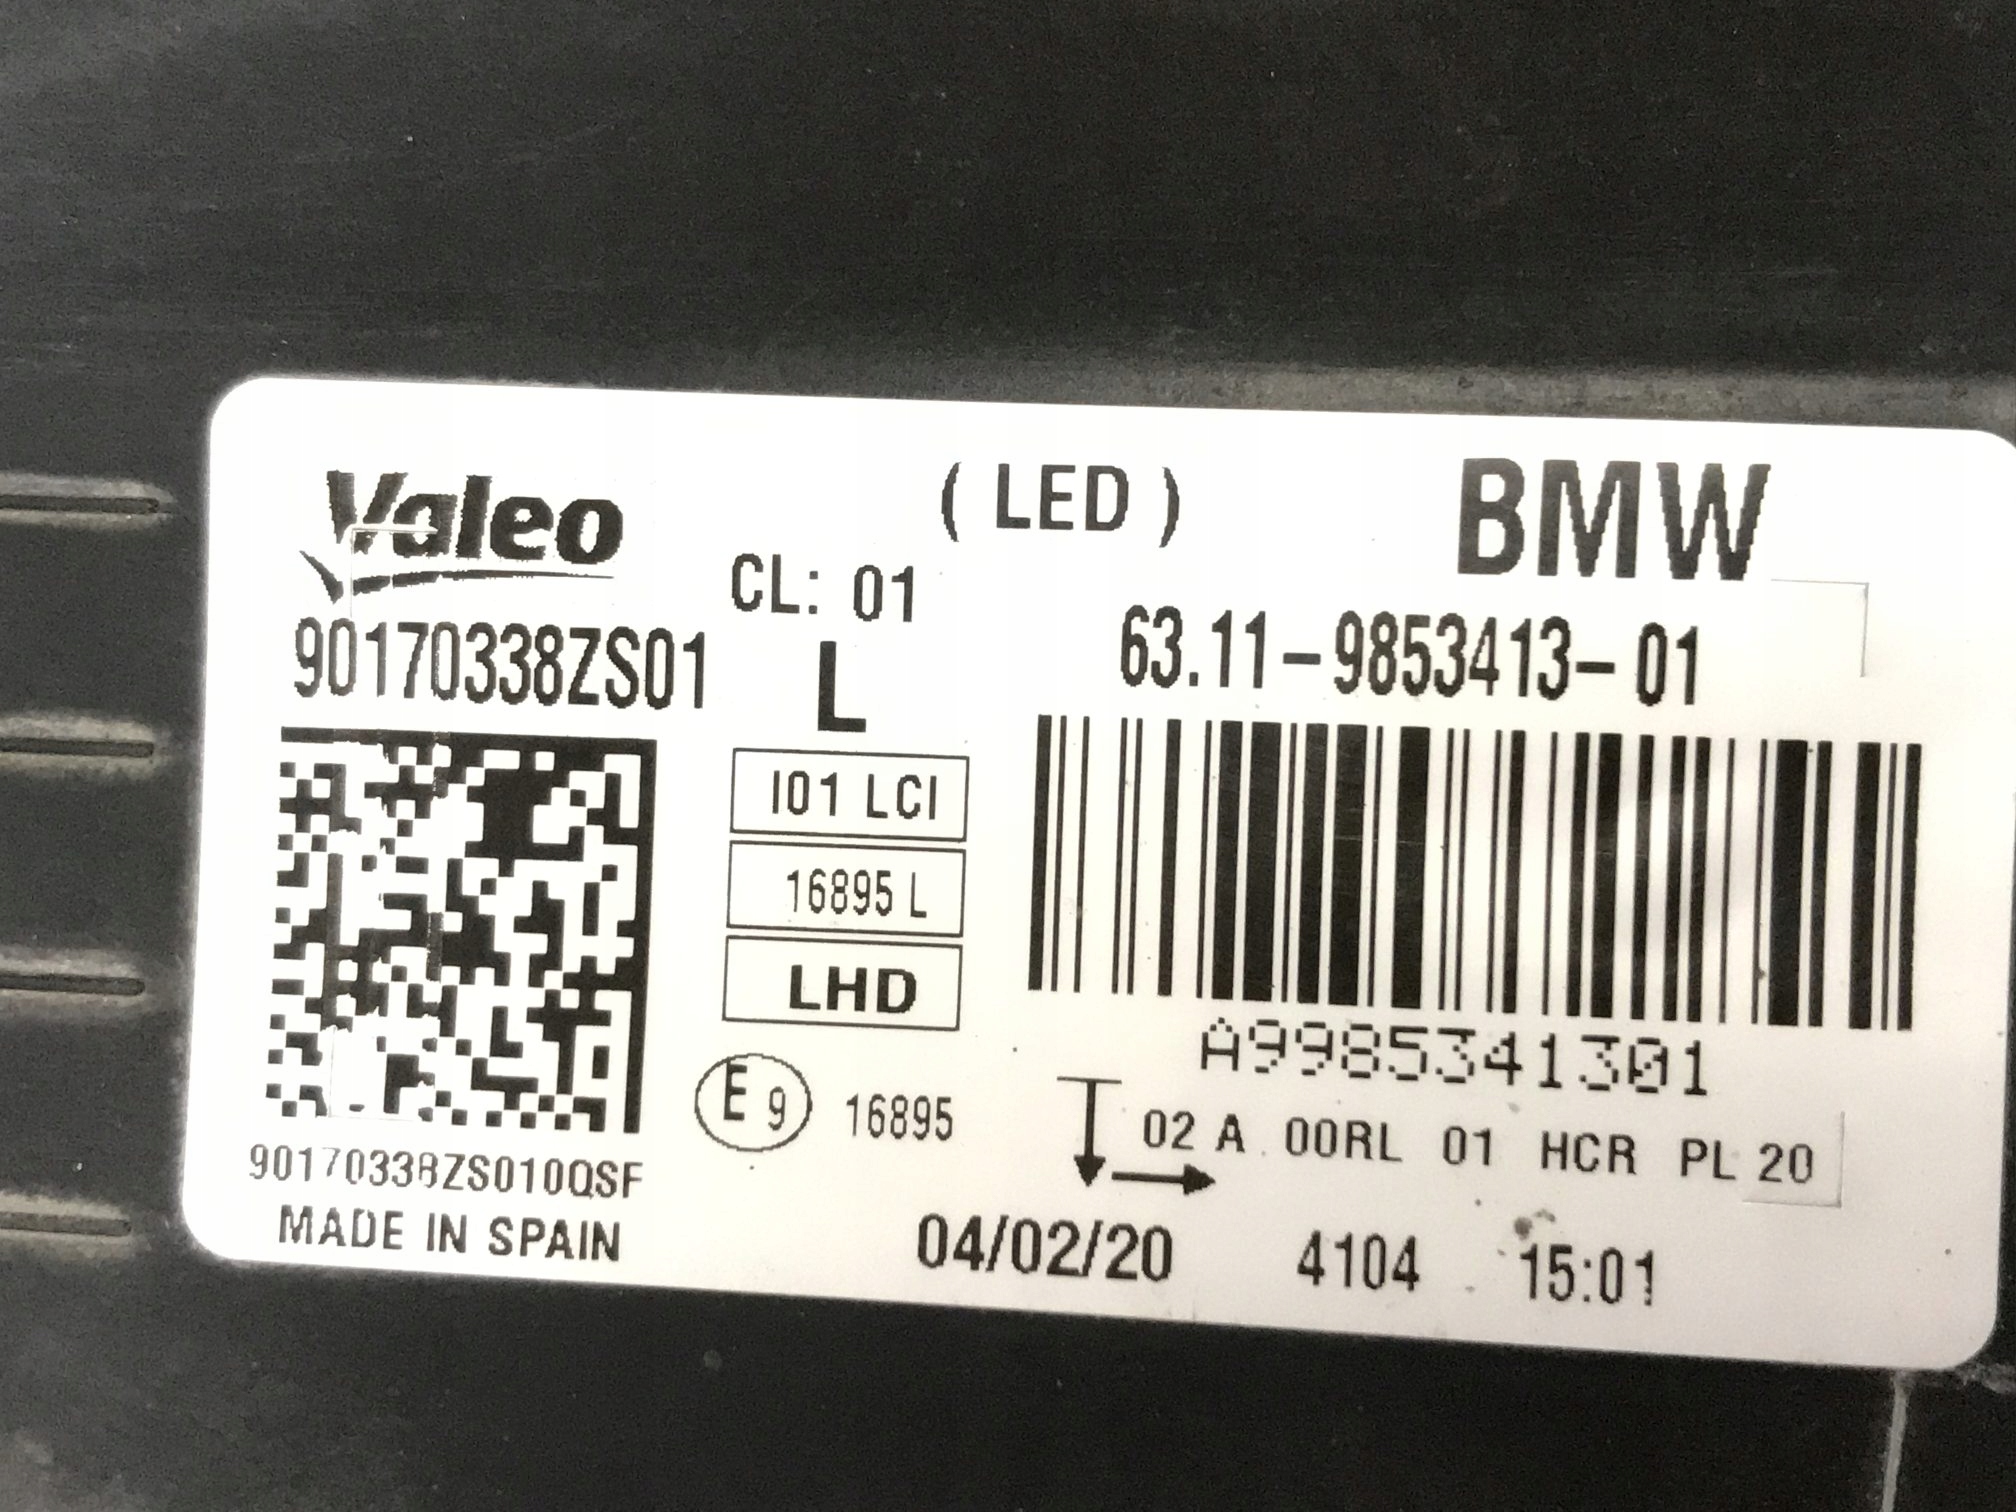 Valeo
( LED )
BMW
CL: 01
90170338ZS01
L
63.11-9853413-01
I01 LCI
16895 L
LHD
A9985341301
E9 16895
02 A 00RL 01 HCR PL 20
90170338ZS010QSF
MADE IN SPAIN
04/02/20 4104 15:01